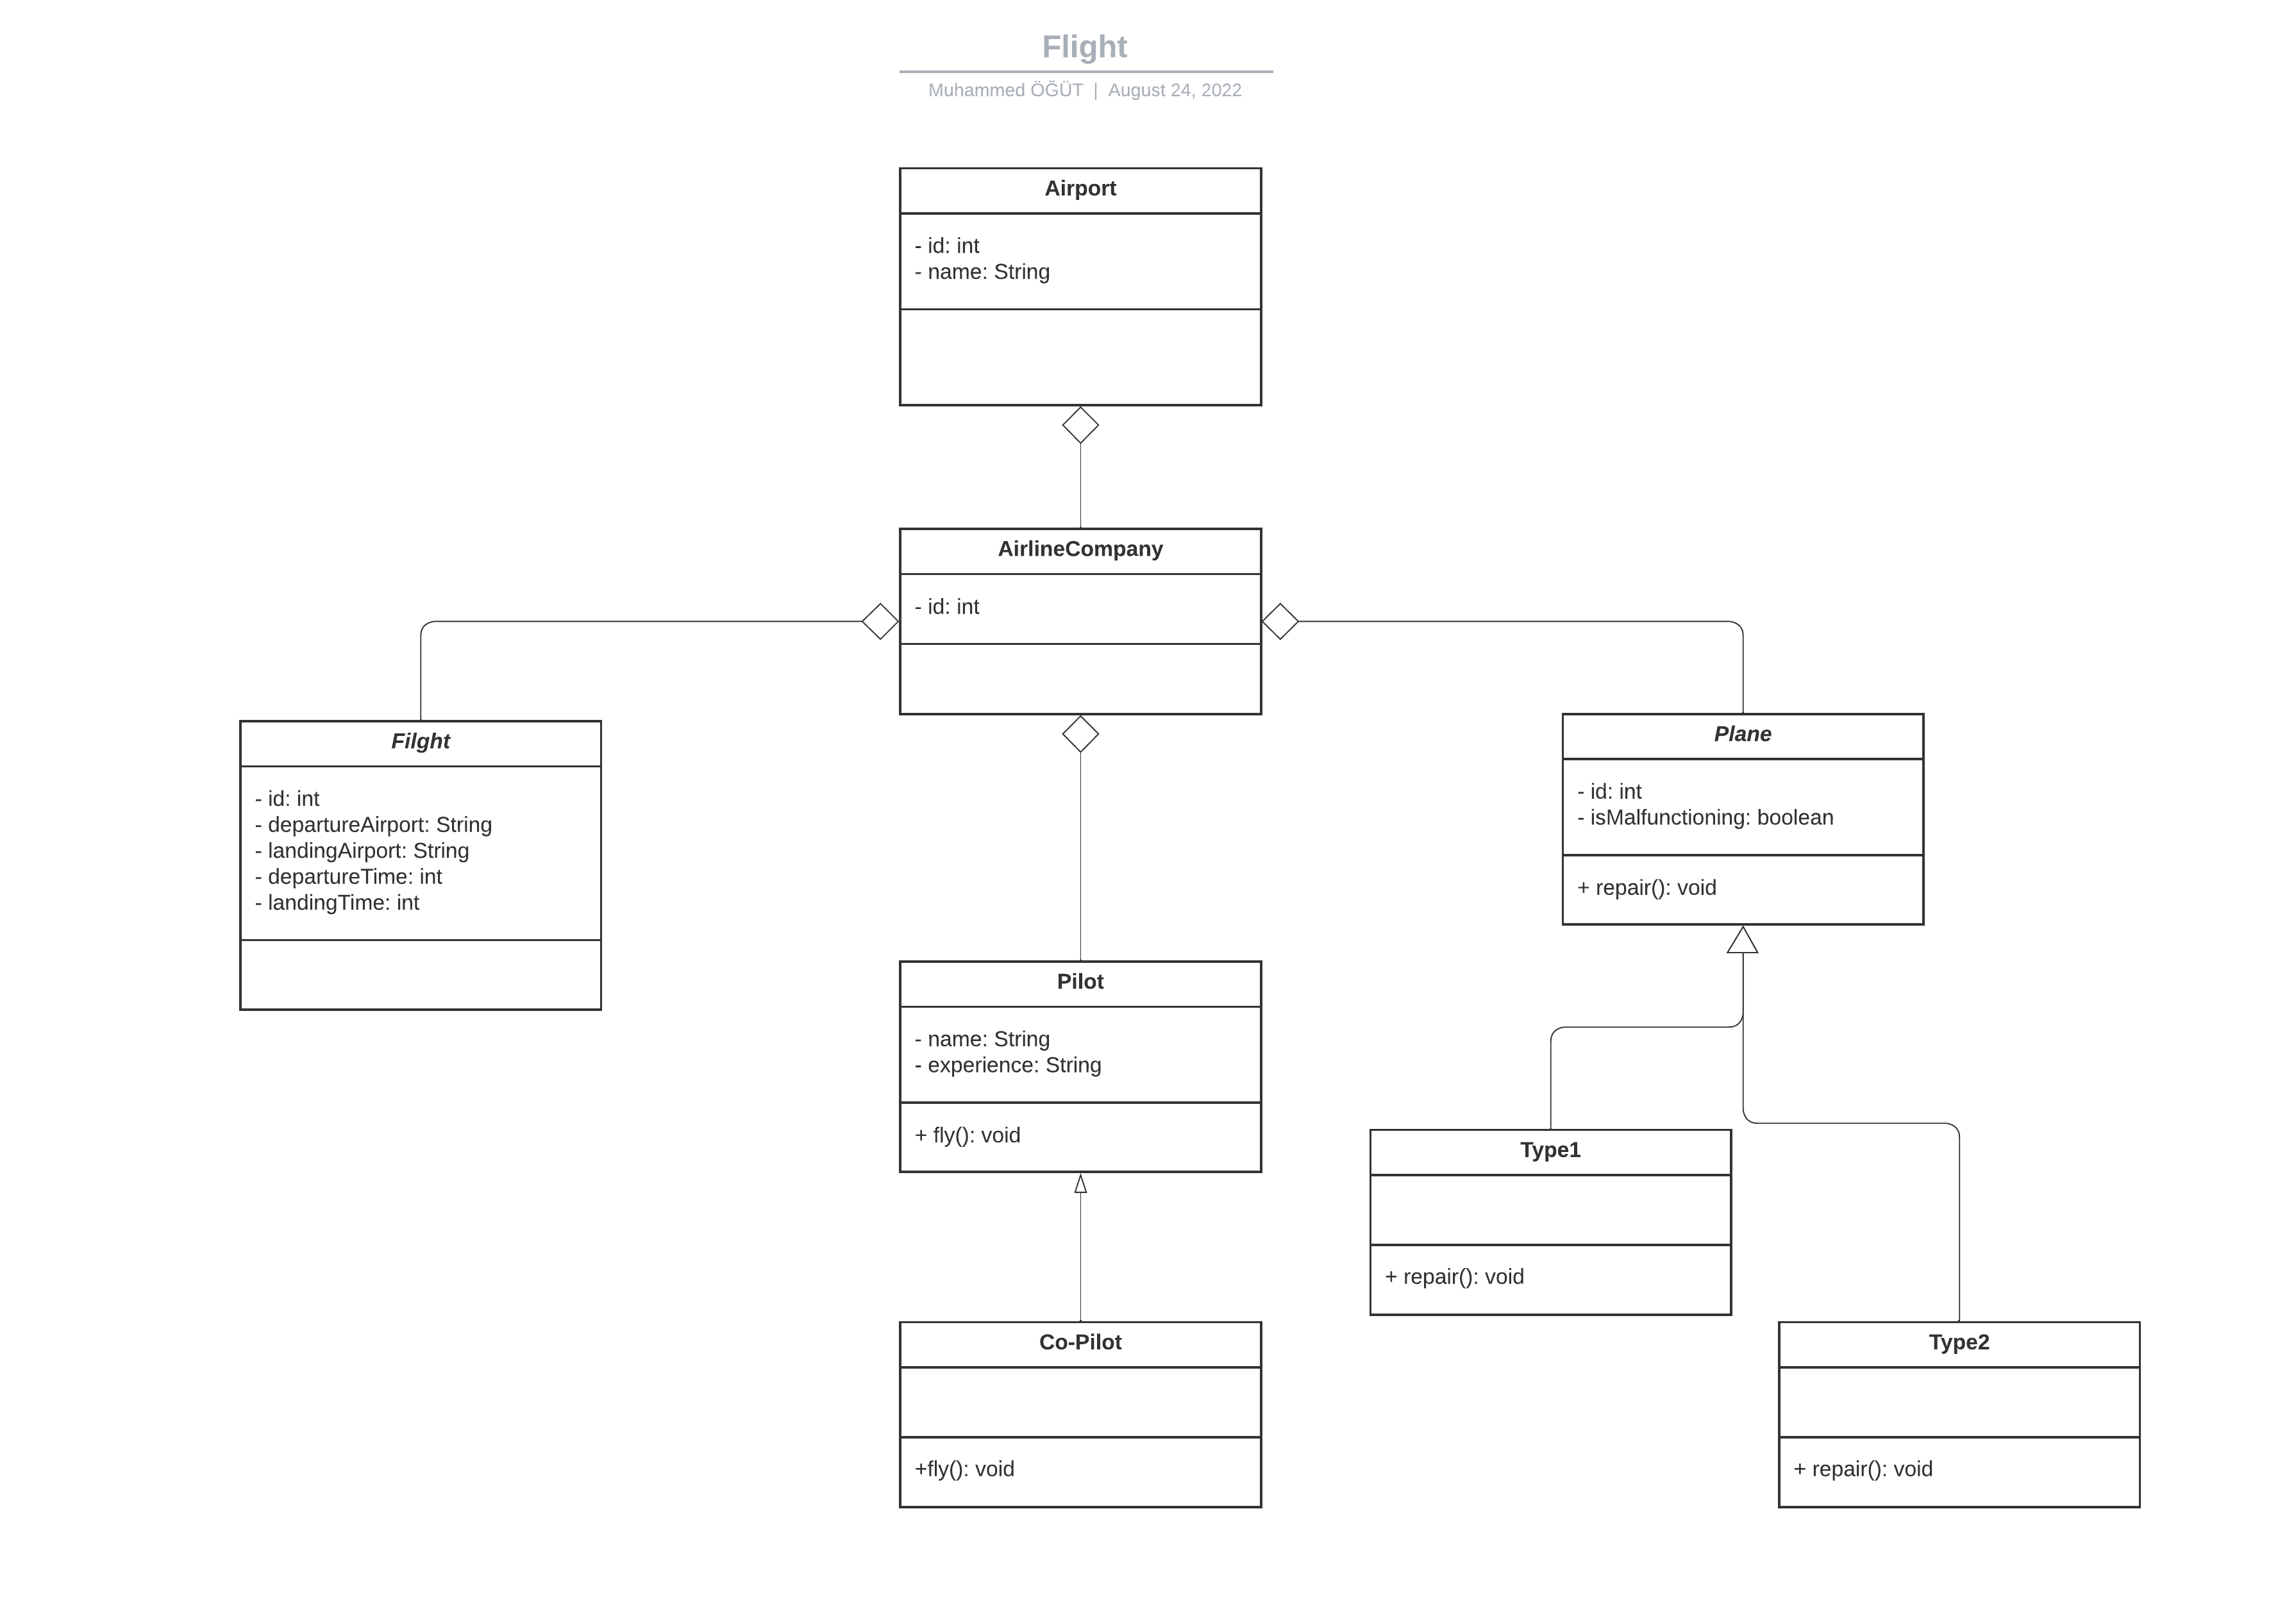 Flight
Muhammed ÖĞÜT | August 24, 2022
Airport
- id: int
- name: String
AirlineCompany
- id: int
Filght
- id: int
- departureAirport: String
- landingAirport: String
- departureTime: int
- landingTime: int
Plane
- id: int
- isMalfunctioning: boolean
+ repair(): void
Pilot
- name: String
- experience: String
+ fly(): void
Type1
+ repair(): void
Co-Pilot
+fly(): void
Type2
+ repair(): void